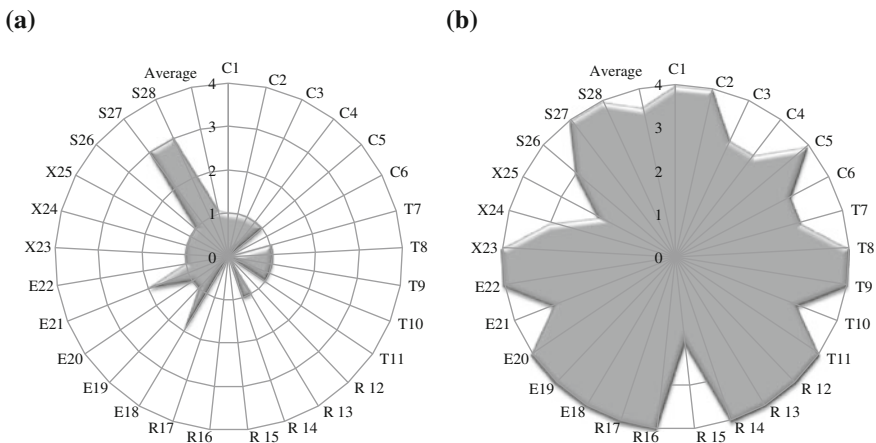 (a)
Average
C1
C2
C3
C4
C5
C6
T7
T8
T9
T10
T11
R 12
R 13
R 14
R 15
R16
R17
E18
E19
E20
E21
E22
X23
X24
X25
S26
S27
S28
4
3
2
1
0
(b)
Average
C1
C2
C3
C4
C5
C6
T7
T8
T9
T10
T11
R 12
R 13
R 14
R 15
R16
R17
E18
E19
E20
E21
E22
X23
X24
X25
S26
S27
S28
4
3
2
1
0